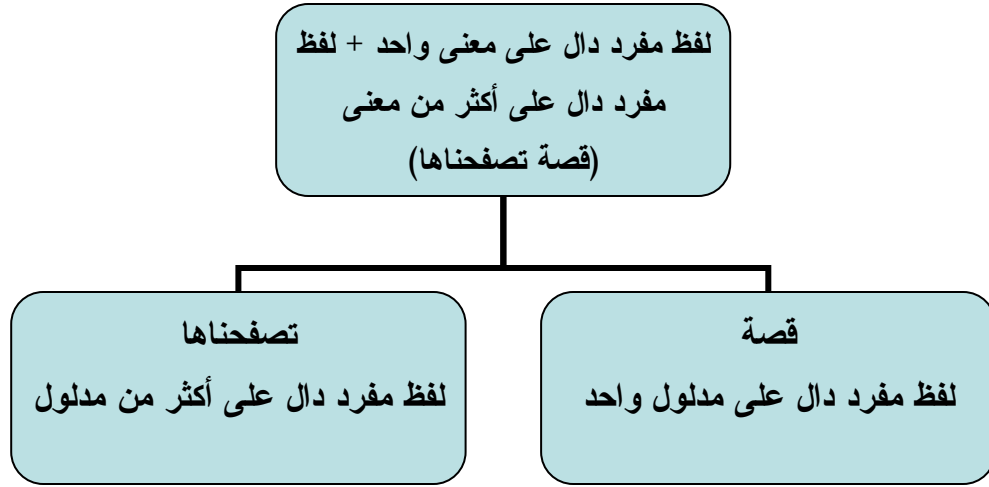 لفظ مفرد دال على معنى واحد + لفظ
مفرد دال على أكثر من معنى
(قصة تصفحناها)
قصة
لفظ مفرد دال على مدلول واحد
تصفحناها
لفظ مفرد دال على أكثر من مدلول